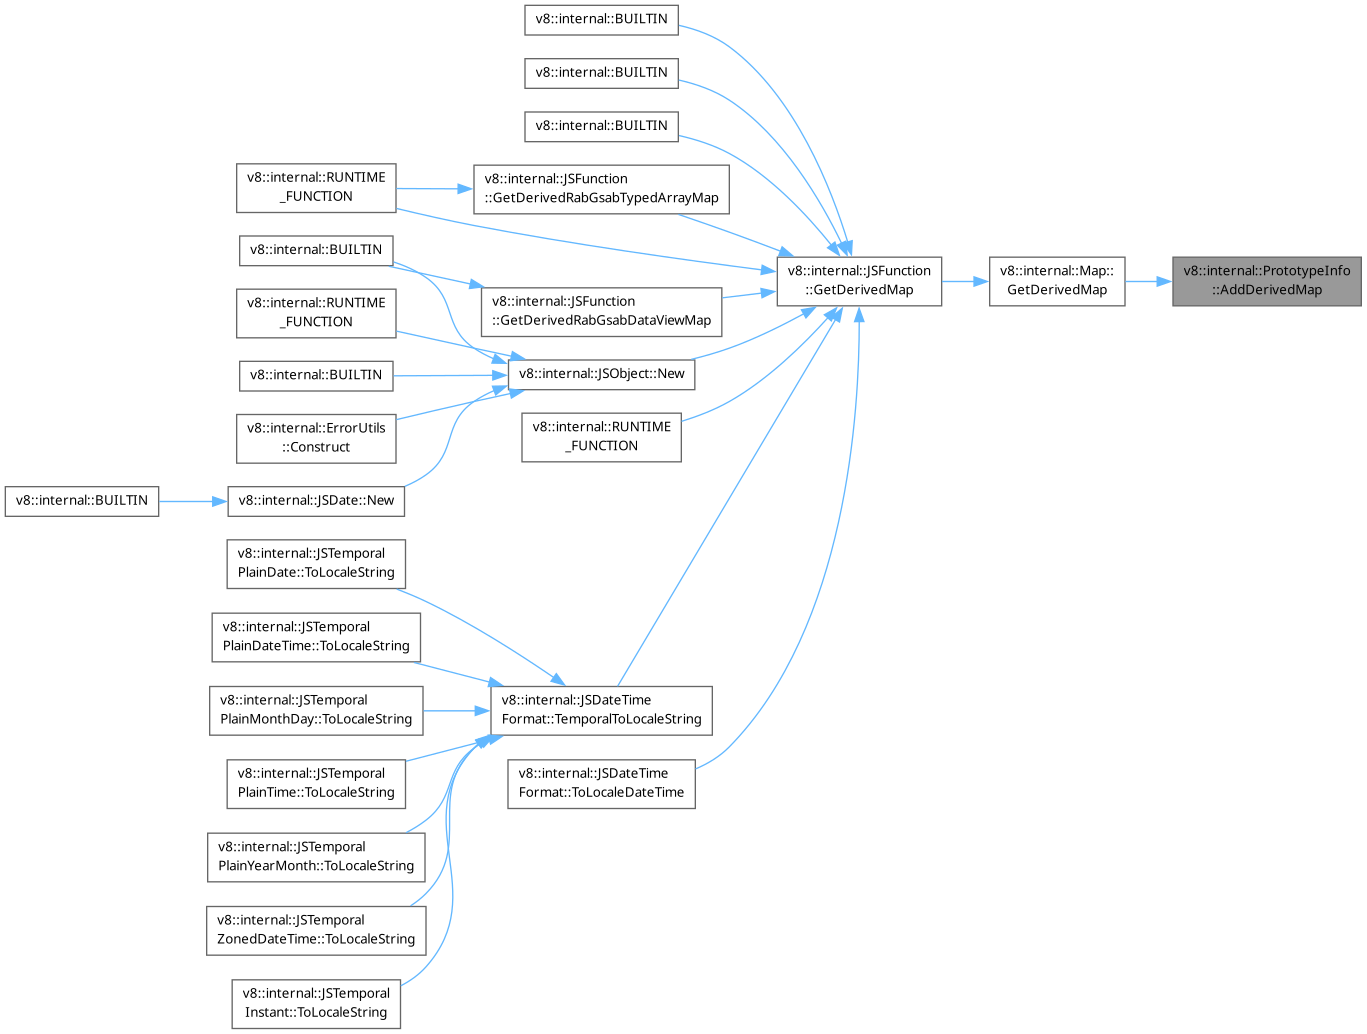 v8::internal::BUILTIN
v8::internal::BUILTIN
v8::internal::BUILTIN
v8::internal::RUNTIME
_FUNCTION
v8::internal::JSFunction
::GetDerivedRabGsabTypedArrayMap
v8::internal::BUILTIN
v8::internal::JSFunction
::GetDerivedMap
v8::internal::Map::
GetDerivedMap
v8::internal::PrototypeInfo
::AddDerivedMap
v8::internal::RUNTIME
_FUNCTION
v8::internal::JSFunction
::GetDerivedRabGsabDataViewMap
v8::internal::BUILTIN
v8::internal::JSObject::New
v8::internal::ErrorUtils
::Construct
v8::internal::RUNTIME
_FUNCTION
v8::internal::BUILTIN
v8::internal::JSDate::New
v8::internal::JSTemporal
PlainDate::ToLocaleString
v8::internal::JSTemporal
PlainDateTime::ToLocaleString
v8::internal::JSTemporal
PlainMonthDay::ToLocaleString
v8::internal::JSDateTime
Format::TemporalToLocaleString
v8::internal::JSTemporal
PlainTime::ToLocaleString
v8::internal::JSDateTime
Format::ToLocaleDateTime
v8::internal::JSTemporal
PlainYearMonth::ToLocaleString
v8::internal::JSTemporal
ZonedDateTime::ToLocaleString
v8::internal::JSTemporal
Instant::ToLocaleString